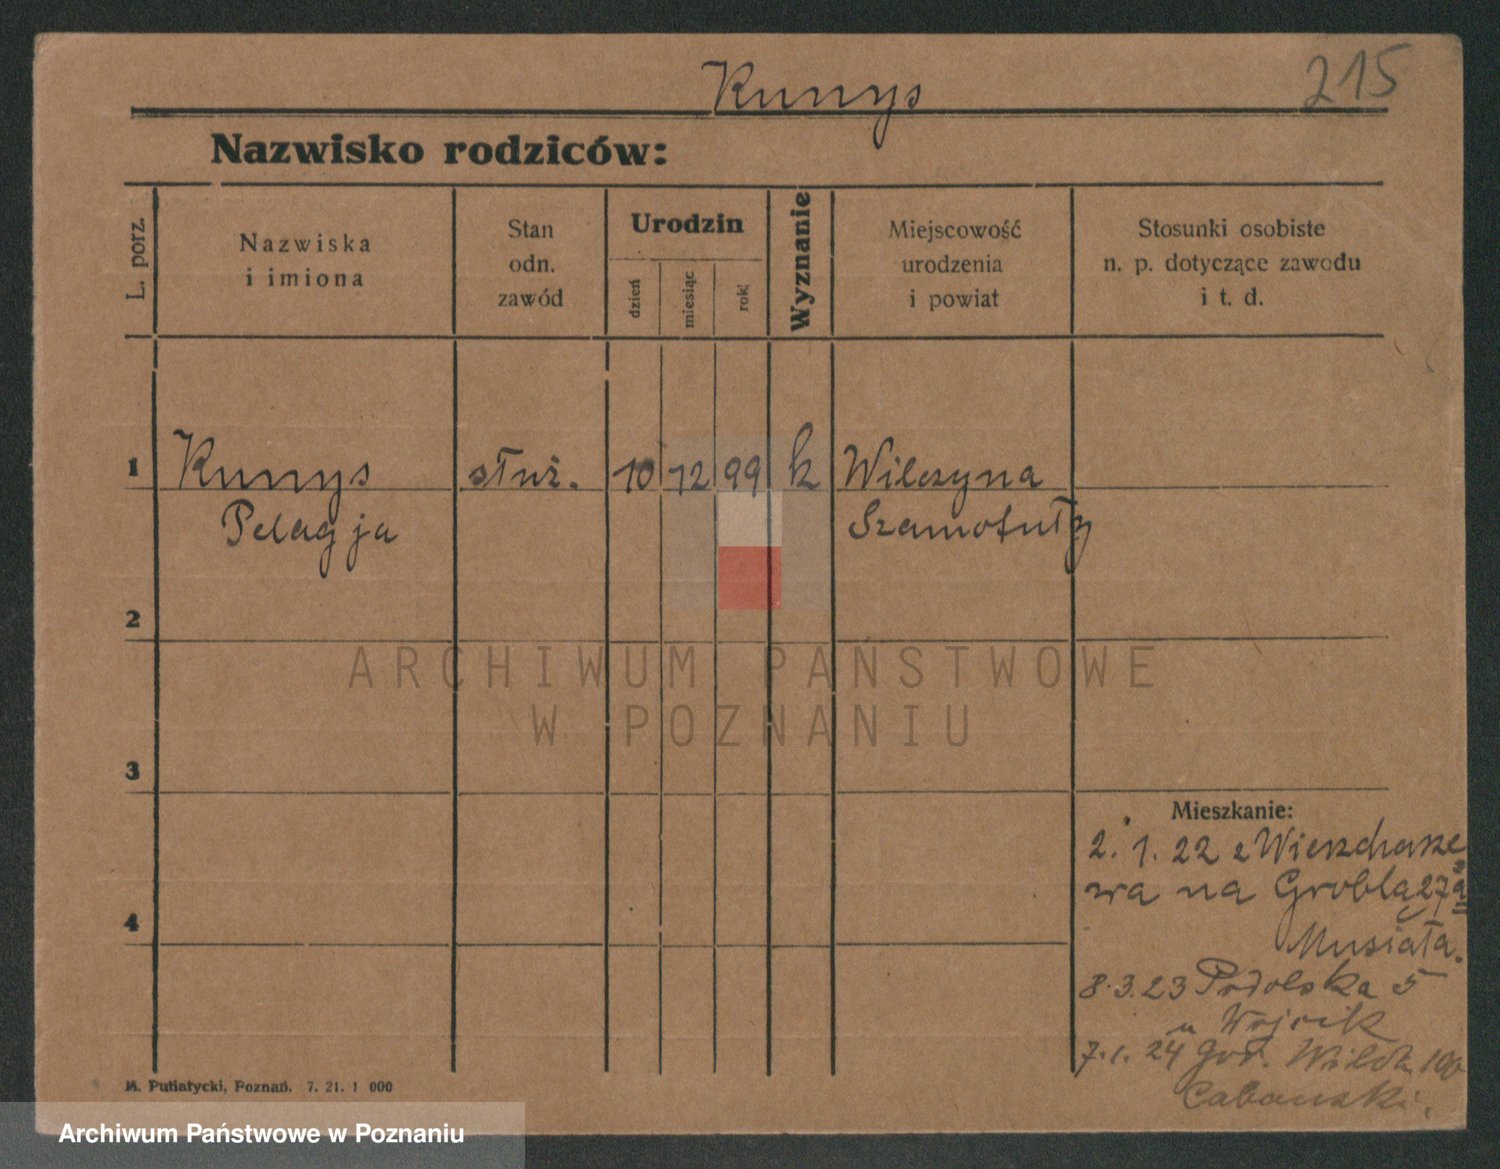 Kunys
215
Nazwisko rodziców:
L. porz.
Nazwiska
i imiona
Stan
odn.
zawód
Urodzin
dzień
miesiąc
rok
Wyznanie
Miejscowość
urodzenia
i powiat
Stosunki osobiste
n. p. dotyczące zawodu
i t. d.
1 Kunys służ. 10 12 99 k Wilczyna
Pelagja Szamotuły
2
ARCHIWUM PAŃSTWOWE
W POZNANIU
3
Mieszkanie:
2. 1. 22 z
wa na Grobla 27a
4
Musiała.
8.3.23 Podolska 5
u Wojcik
7.1.24 Wilda
M. Putiatycki, Poznań. 7. 21. 1 000
Archiwum Państwowe w Poznaniu